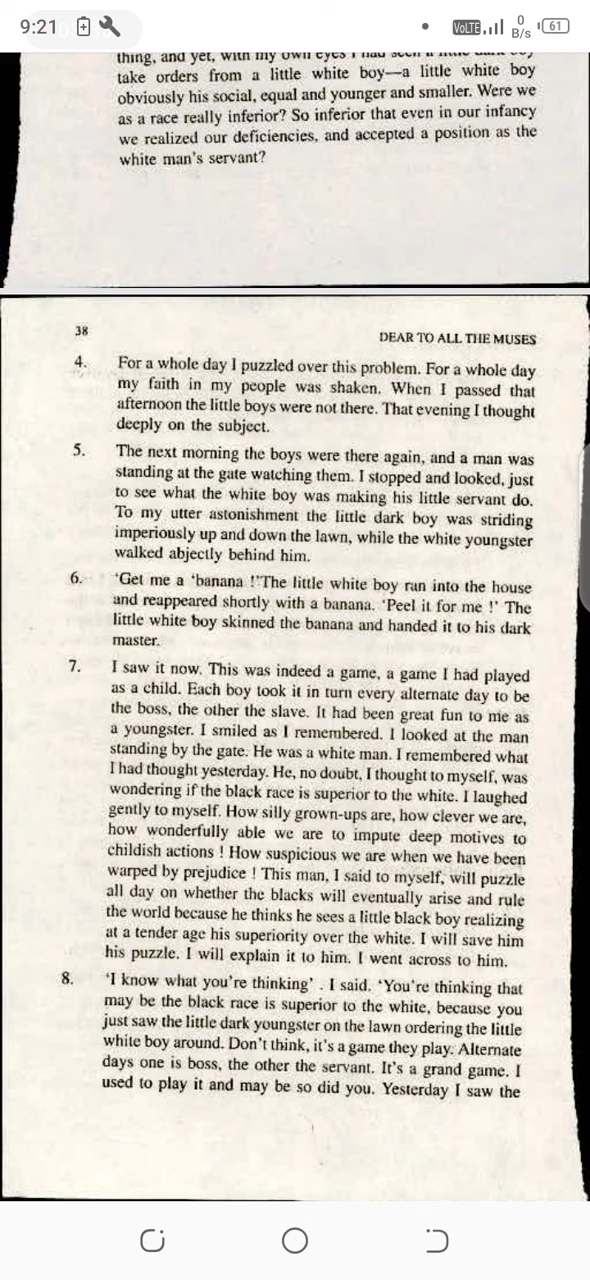 9:21
VoLTE
0
B/s
61
thing, and yet, with my own eyes I had seen a little dark boy
take orders from a little white boy—a little white boy
obviously his social, equal and younger and smaller. Were we
as a race really inferior? So inferior that even in our infancy
we realized our deficiencies, and accepted a position as the
white man's servant?
38
DEAR TO ALL THE MUSES
4. For a whole day I puzzled over this problem. For a whole day
my faith in my people was shaken. When I passed that
afternoon the little boys were not there. That evening I thought
deeply on the subject.
5. The next morning the boys were there again, and a man was
standing at the gate watching them. I stopped and looked, just
to see what the white boy was making his little servant do.
To my utter astonishment the little dark boy was striding
imperiously up and down the lawn, while the white youngster
walked abjectly behind him.
6. 'Get me a 'banana !'The little white boy ran into the house
and reappeared shortly with a banana. 'Peel it for me !' The
little white boy skinned the banana and handed it to his dark
master.
7. I saw it now. This was indeed a game, a game I had played
as a child. Each boy took it in turn every alternate day to be
the boss, the other the slave. It had been great fun to me as
a youngster. I smiled as I remembered. I looked at the man
standing by the gate. He was a white man. I remembered what
I had thought yesterday. He, no doubt, I thought to myself, was
wondering if the black race is superior to the white. I laughed
gently to myself. How silly grown-ups are, how clever we are,
how wonderfully able we are to impute deep motives to
childish actions ! How suspicious we are when we have been
warped by prejudice ! This man, I said to myself, will puzzle
all day on whether the blacks will eventually arise and rule
the world because he thinks he sees a little black boy realizing
at a tender age his superiority over the white. I will save him
his puzzle. I will explain it to him. I went across to him.
8. 'I know what you're thinking' . I said. 'You're thinking that
may be the black race is superior to the white, because you
just saw the little dark youngster on the lawn ordering the little
white boy around. Don't think, it's a game they play. Alternate
days one is boss, the other the servant. It's a grand game. I
used to play it and may be so did you. Yesterday I saw the